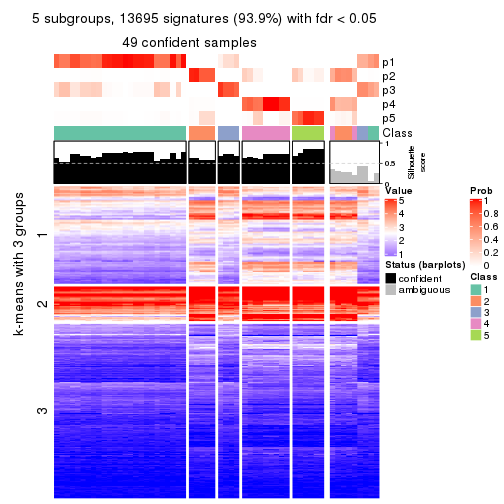 5 subgroups, 13695 signatures (93.9%) with fdr < 0.05
49 confident samples
p1
p2
p3
p4
p5
Class
1
0.5
0
Silhouette
score
k-means with 3 groups
1
2
3
Value
5
4
3
2
1
Status (barplots)
confident
ambiguous
Prob
1
0.8
0.6
0.4
0.2
0
Class
1
2
3
4
5